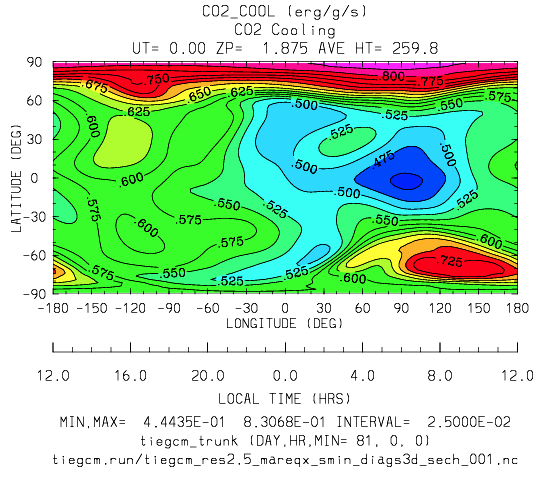 CO2_COOL (erg/g/s)
CO2 Cooling
UT= 0.00 ZP= 1.875 AVE HT= 259.8
90
60
30
0
-30
-60
-90
LATITUDE (DEG)
.675 .750 .800 .775
.625 .650 .625 .500 .525 .550 .575
.600 .525
.475 .500
.600 .500 .500
.575 .550 .525 .525
.600 .575 .550
.575 .600
.575 .550 .525 .525 .600 .725
-180 -150 -120 -90 -60 -30 0 30 60 90 120 150 180
LONGITUDE (DEG)
12.0 16.0 20.0 0.0 4.0 8.0 12.0
LOCAL TIME (HRS)
MIN,MAX= 4.4435E-01 8.3068E-01 INTERVAL= 2.5000E-02
tiegcm_trunk (DAY,HR,MIN= 81, 0, 0)
tiegcm.run/tiegcm_res2.5_mareqx_smin_diags3d_sech_001.nc